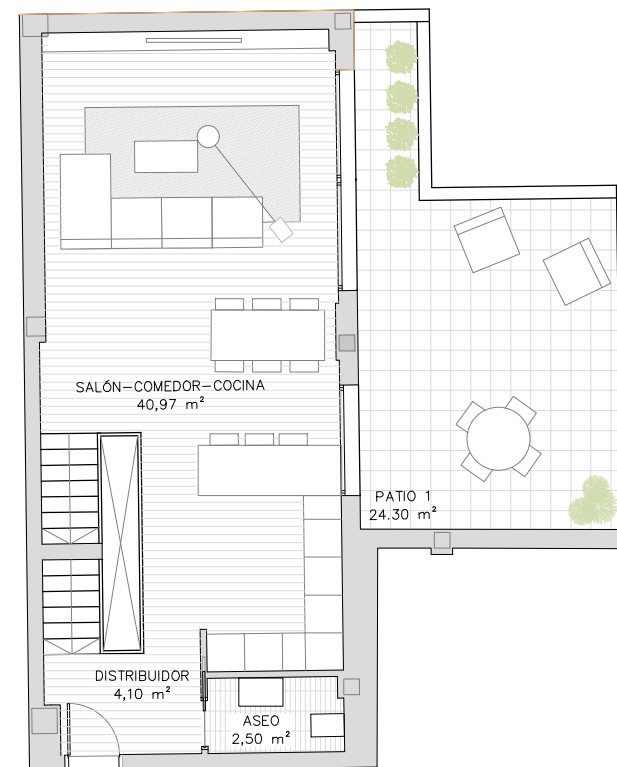 SALÓN-COMEDOR-COCINA
40,97 m²
PATIO 1
24.30 m²
DISTRIBUIDOR
4,10 m²
ASEO
2,50 m²